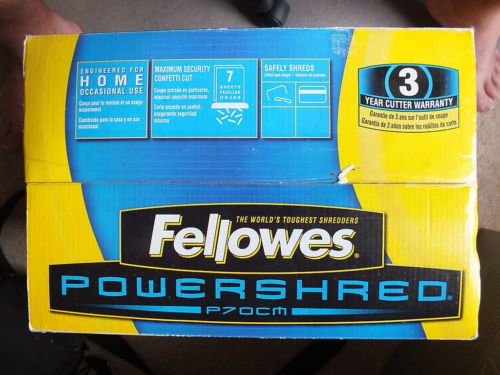 ENGINEERED FOR
HOME
OCCASIONAL USE
Conçu pour la maison et un usage
occasionnel
Construida para la casa y un uso
occasional
MAXIMUM SECURITY
CONFETTI CUT
Coupe croisée en particules,
assurant sécurité maximum
Corte cruzado en confeti,
asegurando seguridad
máxima
7
SHEETS
FEUILLES
HOJAS
SAFELY SHREDS
3
YEAR CUTTER WARRANTY
Garantie de 3 ans sur l'outil de coupe
Garantía de 3 años sobre los rodillos de corte
THE WORLD'S TOUGHEST SHREDDERS
Fellowes®
POWERSHRED®
P70CM